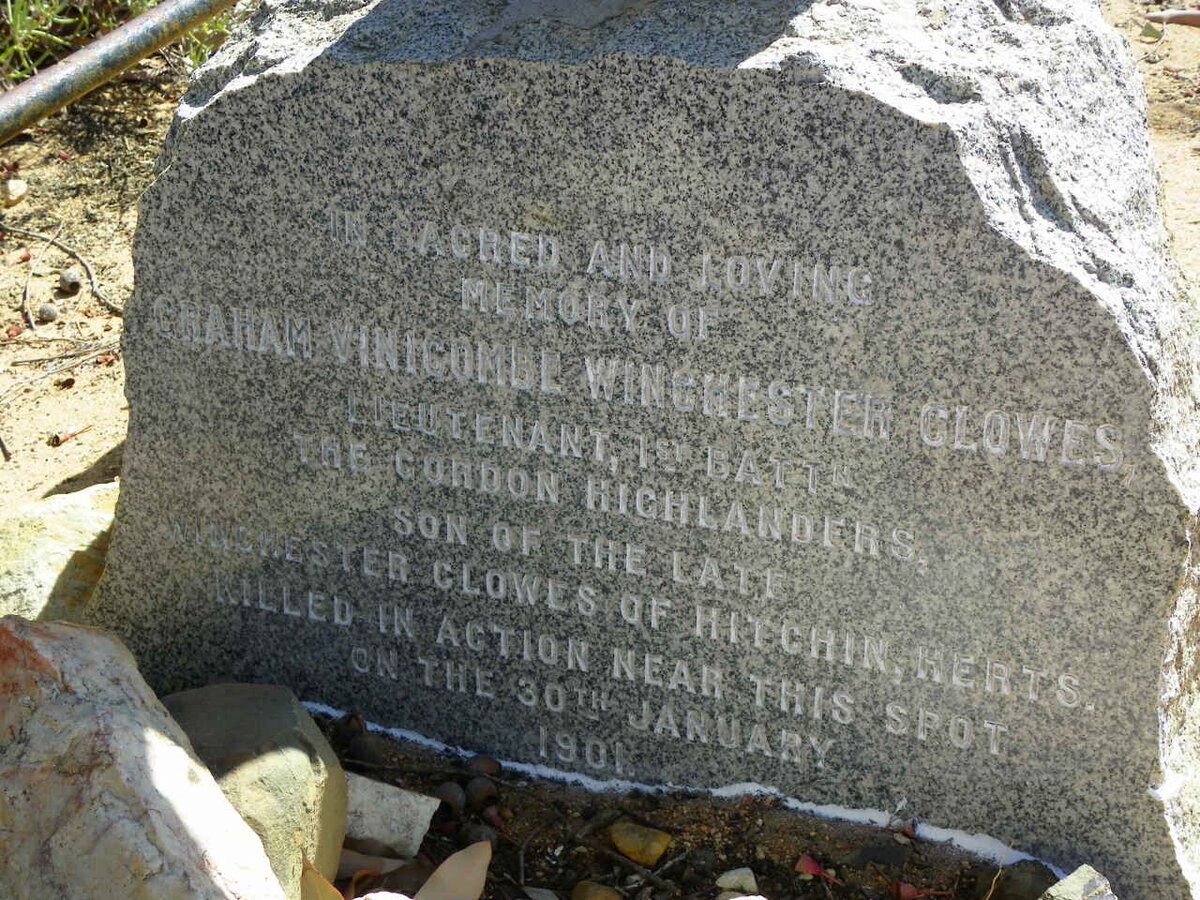 IN SACRED AND LOVING
MEMORY OF
GRAHAM VINICOMBE WINCHESTER CLOWES,
LIEUTENANT, 1ST BATTN
THE GORDON HIGHLANDERS.
SON OF THE LATE
WINCHESTER CLOWES OF HITCHIN, HERTS.
KILLED IN ACTION NEAR THIS SPOT
ON THE 30TH JANUARY
1901.